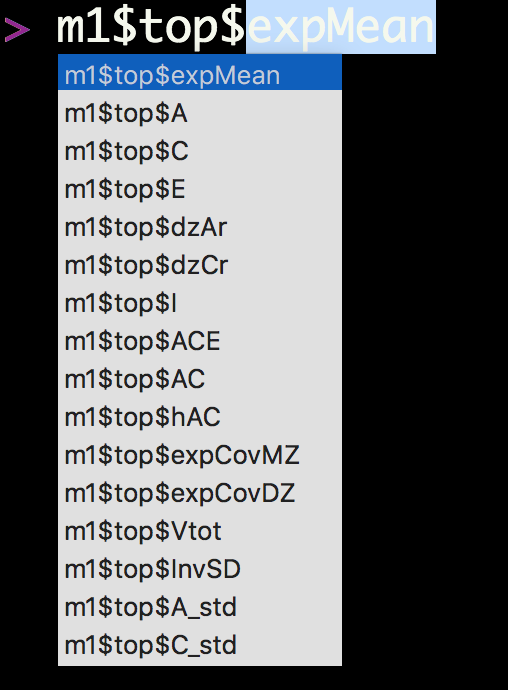 > m1$top$expMean
m1$top$expMean
m1$top$A
m1$top$C
m1$top$E
m1$top$dzAr
m1$top$dzCr
m1$top$I
m1$top$ACE
m1$top$AC
m1$top$hAC
m1$top$expCovMZ
m1$top$expCovDZ
m1$top$Vtot
m1$top$InvSD
m1$top$A_std
m1$top$C_std